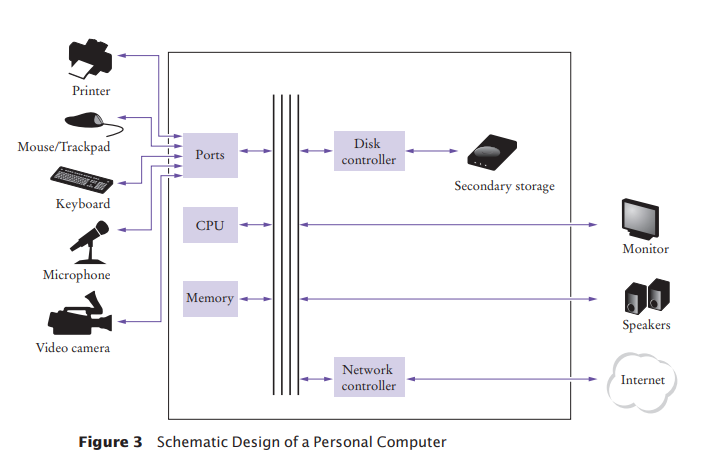 Printer
Mouse/Trackpad
Keyboard
Microphone
Video camera
Ports
CPU
Memory
Disk
controller
Secondary storage
Network
controller
Monitor
Speakers
Internet
Figure 3 Schematic Design of a Personal Computer